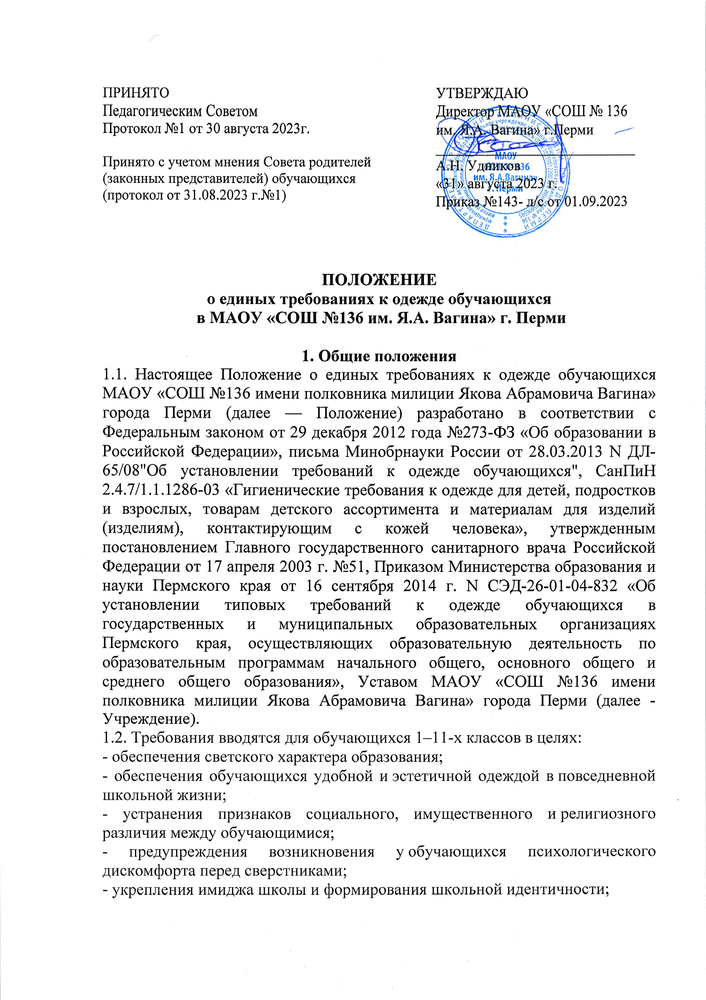 ПРИНЯТО
Педагогическим Советом
Протокол №1 от 30 августа 2023г.
Принято с учетом мнения Совета родителей
(законных представителей) обучающихся
(протокол от 31.08.2023 г.№1)
УТВЕРЖДАЮ
Директор МАОУ «СОШ № 136
им. Я.А. Вагина» г.Перми
А.Н. Удников
«31» августа 2023 г.
Приказ №143- л/с от 01.09.2023
МАОУ
«СОШ № 136
им. Я.А.Вагина»
г. Перми
ДЕПАРТАМЕНТ ОБРАЗОВАНИЯ АДМИНИСТРАЦИИ ГОРОДА ПЕРМИ
ПОЛОЖЕНИЕ
о единых требованиях к одежде обучающихся
в МАОУ «СОШ №136 им. Я.А. Вагина» г. Перми
1. Общие положения
1.1. Настоящее Положение о единых требованиях к одежде обучающихся
МАОУ «СОШ №136 имени полковника милиции Якова Абрамовича Вагина»
города Перми (далее — Положение) разработано в соответствии с
Федеральным законом от 29 декабря 2012 года №273-ФЗ «Об образовании в
Российской Федерации», письма Минобрнауки России от 28.03.2013 N ДЛ-
65/08"Об установлении требований к одежде обучающихся", СанПиН
2.4.7/1.1.1286-03 «Гигиенические требования к одежде для детей, подростков
и взрослых, товарам детского ассортимента и материалам для изделий
(изделиям), контактирующим с кожей человека», утвержденным
постановлением Главного государственного санитарного врача Российской
Федерации от 17 апреля 2003 г. №51, Приказом Министерства образования и
науки Пермского края от 16 сентября 2014 г. N СЭД-26-01-04-832 «Об
установлении типовых требований к одежде обучающихся в
государственных и муниципальных образовательных организациях
Пермского края, осуществляющих образовательную деятельность по
образовательным программам начального общего, основного общего и
среднего общего образования», Уставом МАОУ «СОШ №136 имени
полковника милиции Якова Абрамовича Вагина» города Перми (далее -
Учреждение).
1.2. Требования вводятся для обучающихся 1–11-х классов в целях:
- обеспечения светского характера образования;
- обеспечения обучающихся удобной и эстетичной одеждой в повседневной
школьной жизни;
- устранения признаков социального, имущественного и религиозного
различия между обучающимися;
- предупреждения возникновения у обучающихся психологического
дискомфорта перед сверстниками;
- укрепления имиджа школы и формирования школьной идентичности;